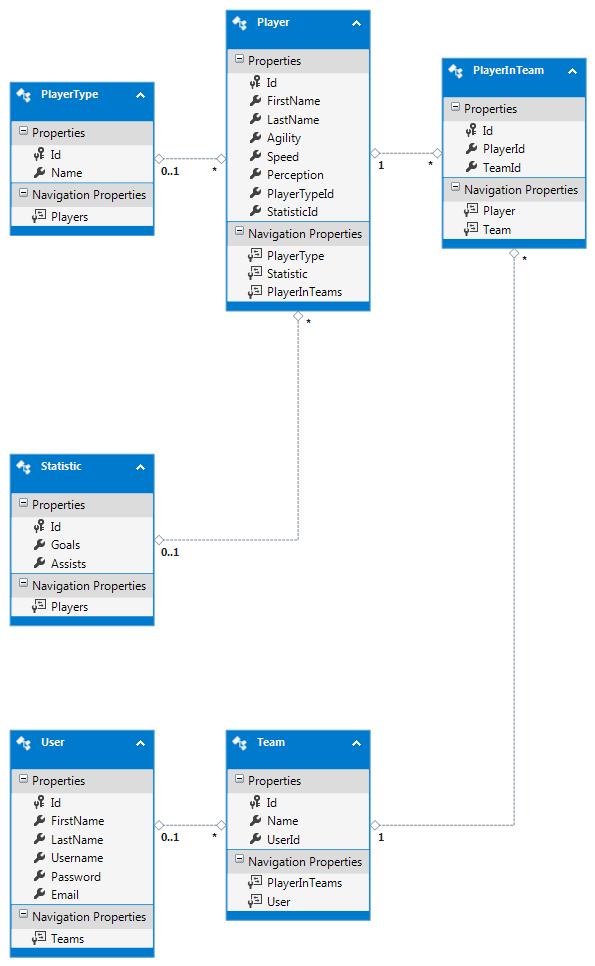 Player
Properties
Id
FirstName
LastName
Agility
Speed
Perception
PlayerTypeId
StatisticId
Navigation Properties
PlayerType
Statistic
PlayerInTeams
PlayerInTeam
Properties
Id
PlayerId
TeamId
Navigation Properties
Player
Team
PlayerType
Properties
Id
Name
Navigation Properties
Players
0..1
*
1
*
*
*
Statistic
Properties
Id
Goals
Assists
Navigation Properties
Players
0..1
User
Properties
Id
FirstName
LastName
Username
Password
Email
Navigation Properties
Teams
0..1
*
Team
Properties
Id
Name
UserId
Navigation Properties
PlayerInTeams
User
1